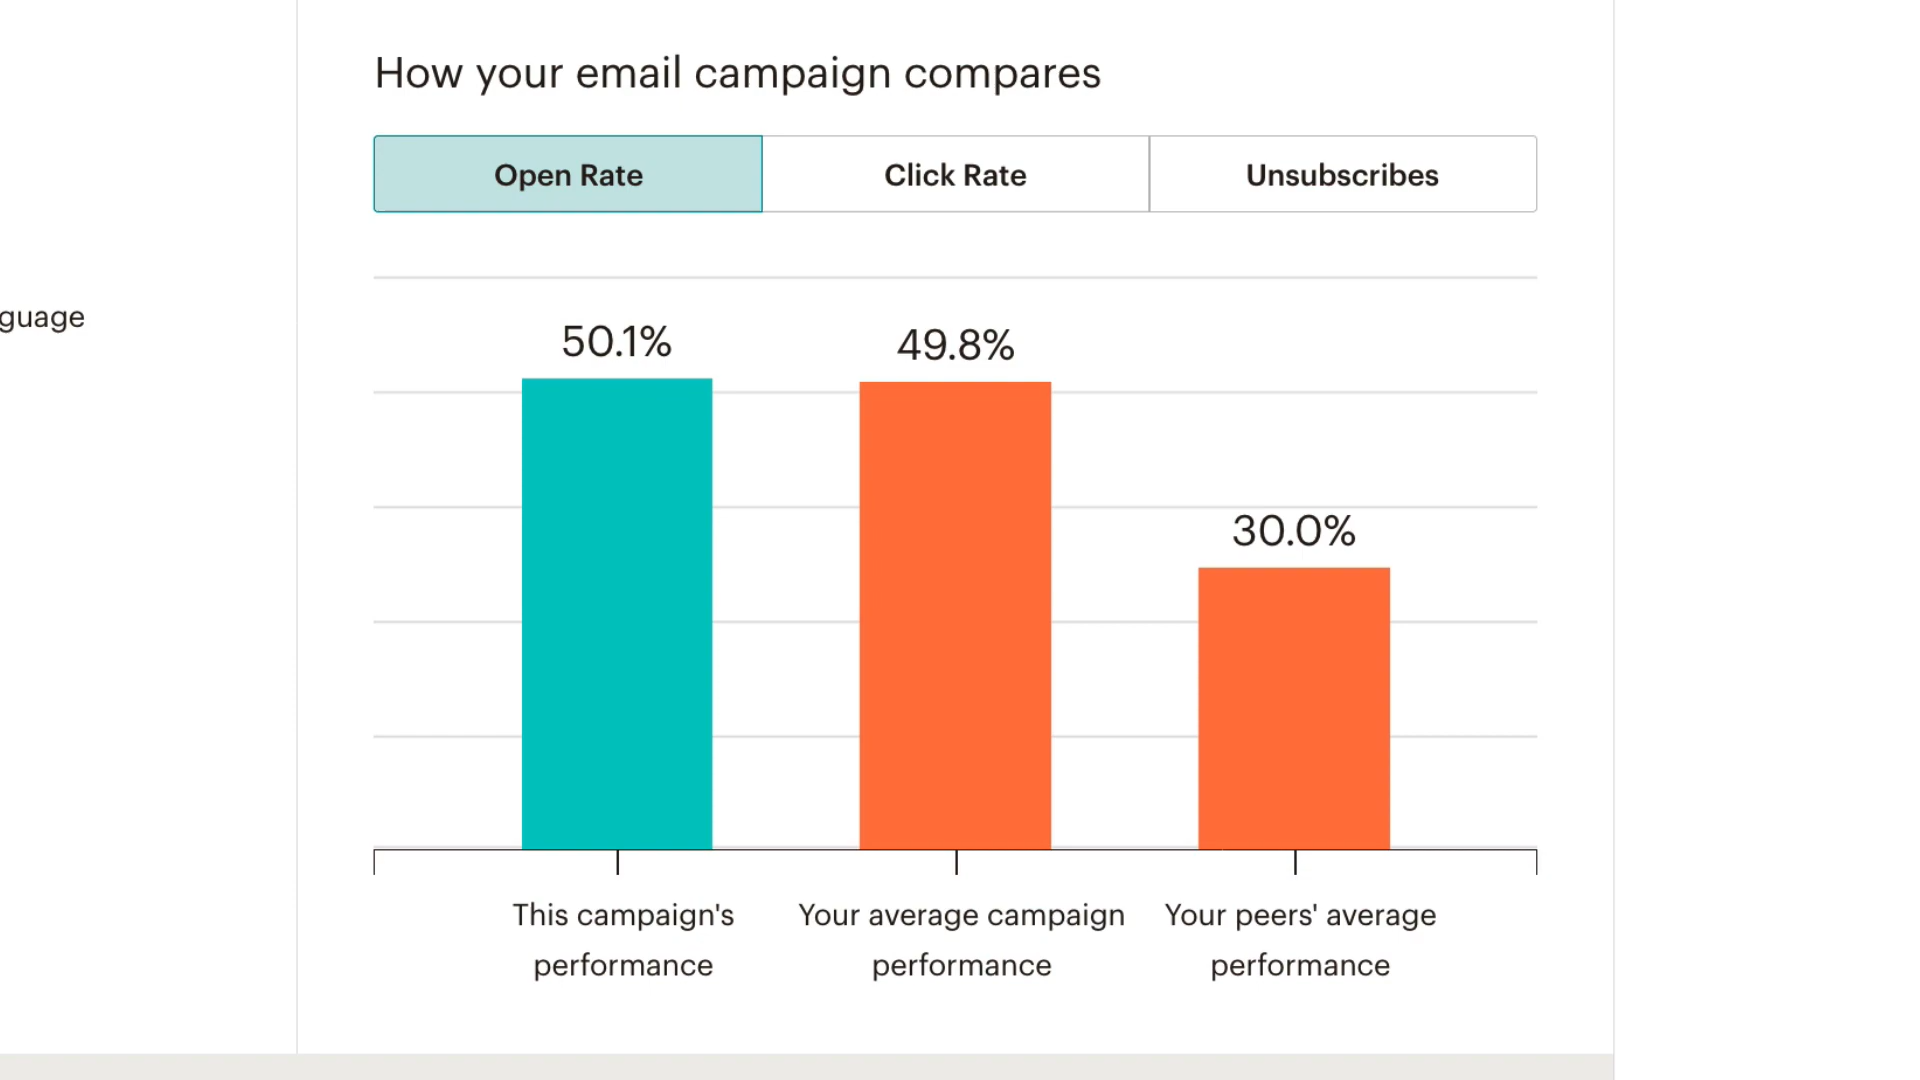 How your email campaign compares
Open Rate
Click Rate
Unsubscribes
guage
50.1%
49.8%
30.0%
This campaign's
performance
Your average campaign
performance
Your peers' average
performance